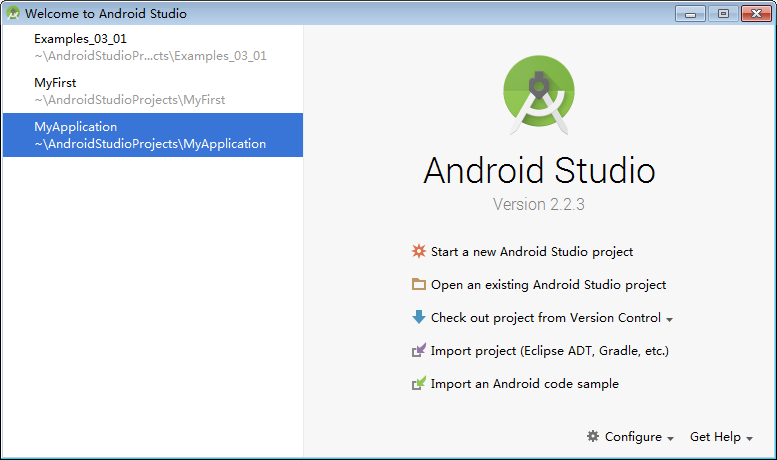 Welcome to Android Studio
Examples_03_01
~\AndroidStudioPr...cts\Examples_03_01
MyFirst
~\AndroidStudioProjects\MyFirst
MyApplication
~\AndroidStudioProjects\MyApplication
Android Studio
Version 2.2.3
Start a new Android Studio project
Open an existing Android Studio project
Check out project from Version Control
Import project (Eclipse ADT, Gradle, etc.)
Import an Android code sample
Configure Get Help